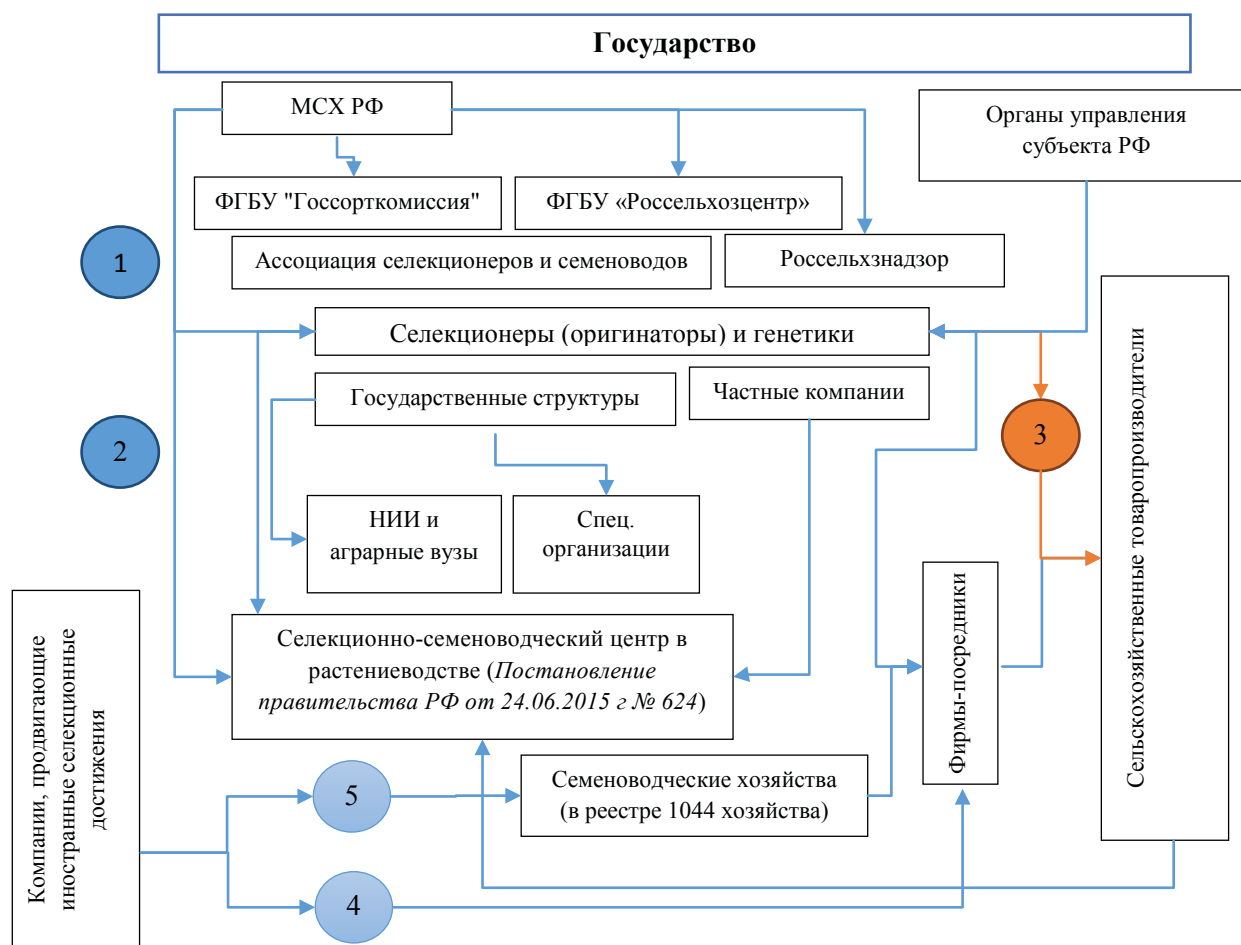 Государство
МСХ РФ
Органы управления
субъекта РФ
ФГБУ "Госсорткомиссия"
ФГБУ «Россельхозцентр»
1
Ассоциация селекционеров и семеноводов
Россельхзнадзор
Селекционеры (оригинаторы) и генетики
Государственные структуры
Частные компании
2
3
НИИ и
аграрные вузы
Спец.
организации
Селекционно-семеноводческий центр в
растениеводстве (Постановление
правительства РФ от 24.06.2015 г № 624)
Фирмы-посредники
Сельскохозяйственные товаропроизводители
Компании, продвигающие
иностранные селекционные
достижения
5
Семеноводческие хозяйства
(в реестре 1044 хозяйства)
4